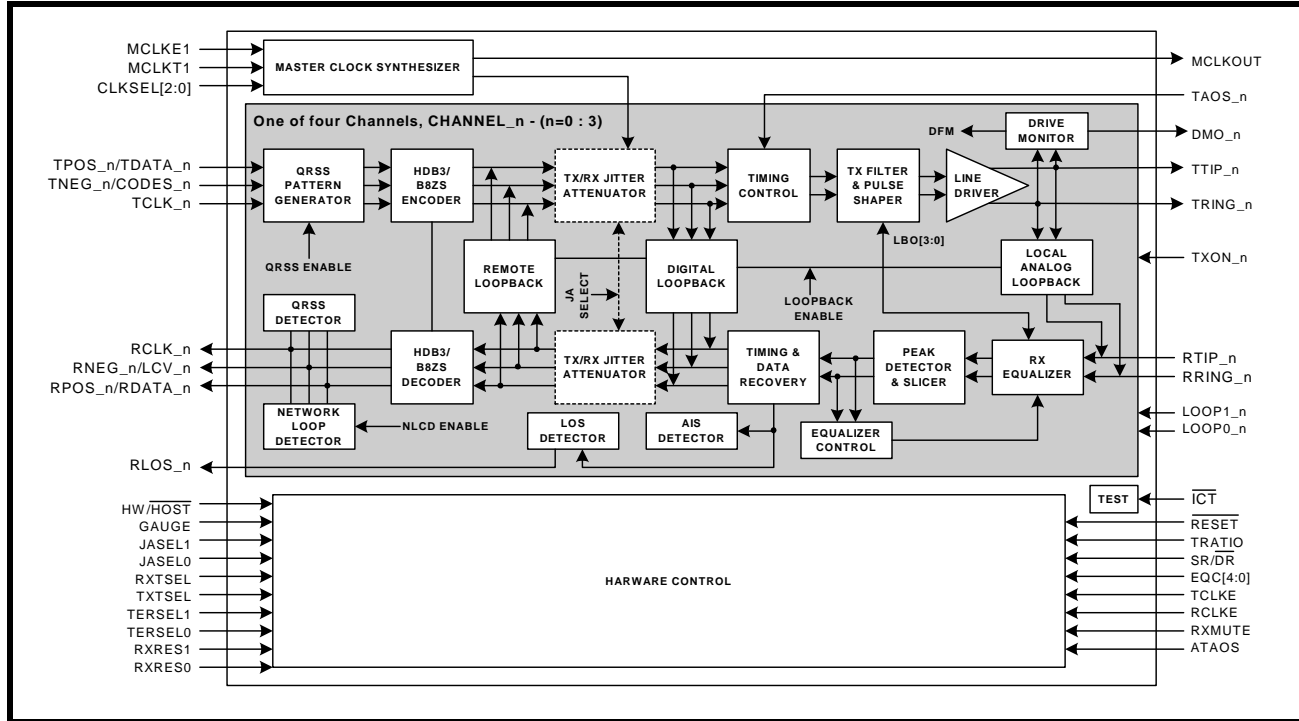 MCLKE1
MCLKT1
CLKSEL[2:0]
MASTER CLOCK SYNTHESIZER
MCLKOUT
TAOS_n
One of four Channels, CHANNEL_n - (n=0 : 3)
DFM
DRIVE
MONITOR
DMO_n
TPOS_n/TDATA_n
TNEG_n/CODES_n
TCLK_n
QRSS
PATTERN
GENERATOR
HDB3/
B8ZS
ENCODER
TX/RX JITTER
ATTENUATOR
TIMING
CONTROL
TX FILTER
& PULSE
SHAPER
LINE
DRIVER
TTIP_n
TRING_n
QRSS ENABLE
REMOTE
LOOPBACK
JA
SELECT
DIGITAL
LOOPBACK
LOOPBACK
ENABLE
LBO[3:0]
LOCAL
ANALOG
LOOPBACK
TXON_n
QRSS
DETECTOR
RCLK_n
RNEG_n/LCV_n
RPOS_n/RDATA_n
HDB3/
B8ZS
DECODER
TX/RX JITTER
ATTENUATOR
TIMING &
DATA
RECOVERY
PEAK
DETECTOR
& SLICER
RX
EQUALIZER
RTIP_n
RRING_n
NETWORK
LOOP
DETECTOR
NLCD ENABLE
LOS
DETECTOR
AIS
DETECTOR
EQUALIZER
CONTROL
LOOP1_n
LOOP0_n
RLOS_n
TEST
ICT
HW/HOST
GAUGE
JASEL1
JASEL0
RXTSEL
TXTSEL
TERSEL1
TERSEL0
RXRES1
RXRES0
HARWARE CONTROL
RESET
TRATIO
SR/DR
EQC[4:0]
TCLKE
RCLKE
RXMUTE
ATAOS